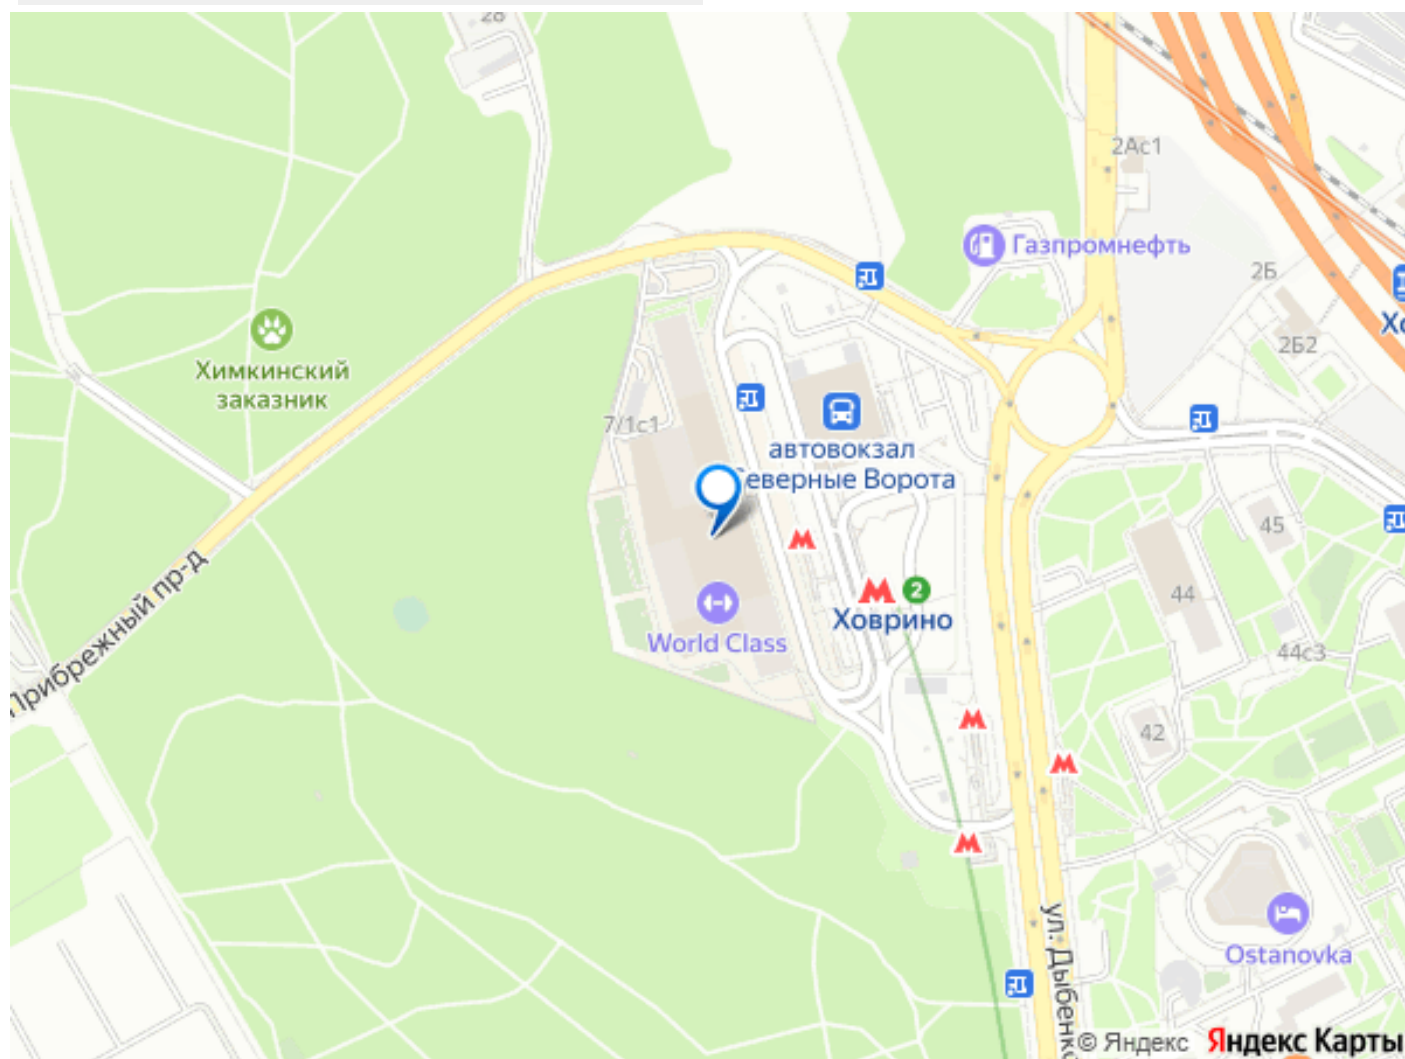 28
2Ас1
Газпромнефть
2Б
Хо
2Б2
Химкинский
заказник
7/1с1
автовокзал
Северные Ворота
45
44
2
Ховрино
World Class
Прибрежный пр-д
44с3
42
ул. Дыбенко
Ostanovka
© Яндекс
Яндекс Карты